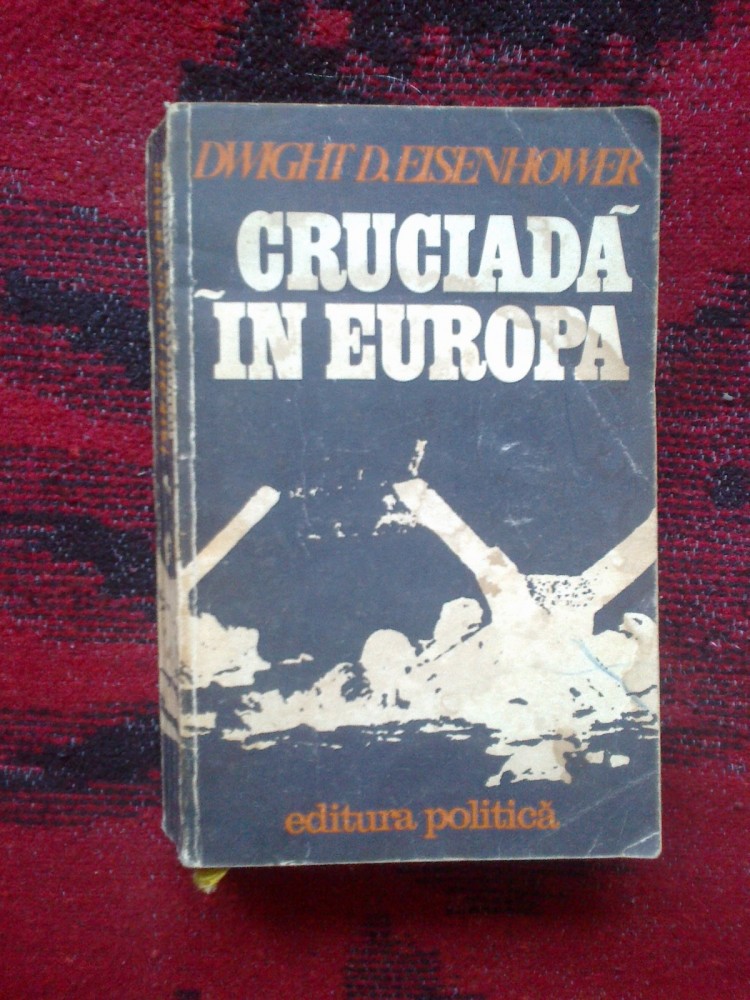 DWIGHT D. EISENHOWER
CRUCIADĂ
ÎN EUROPA
editura politică